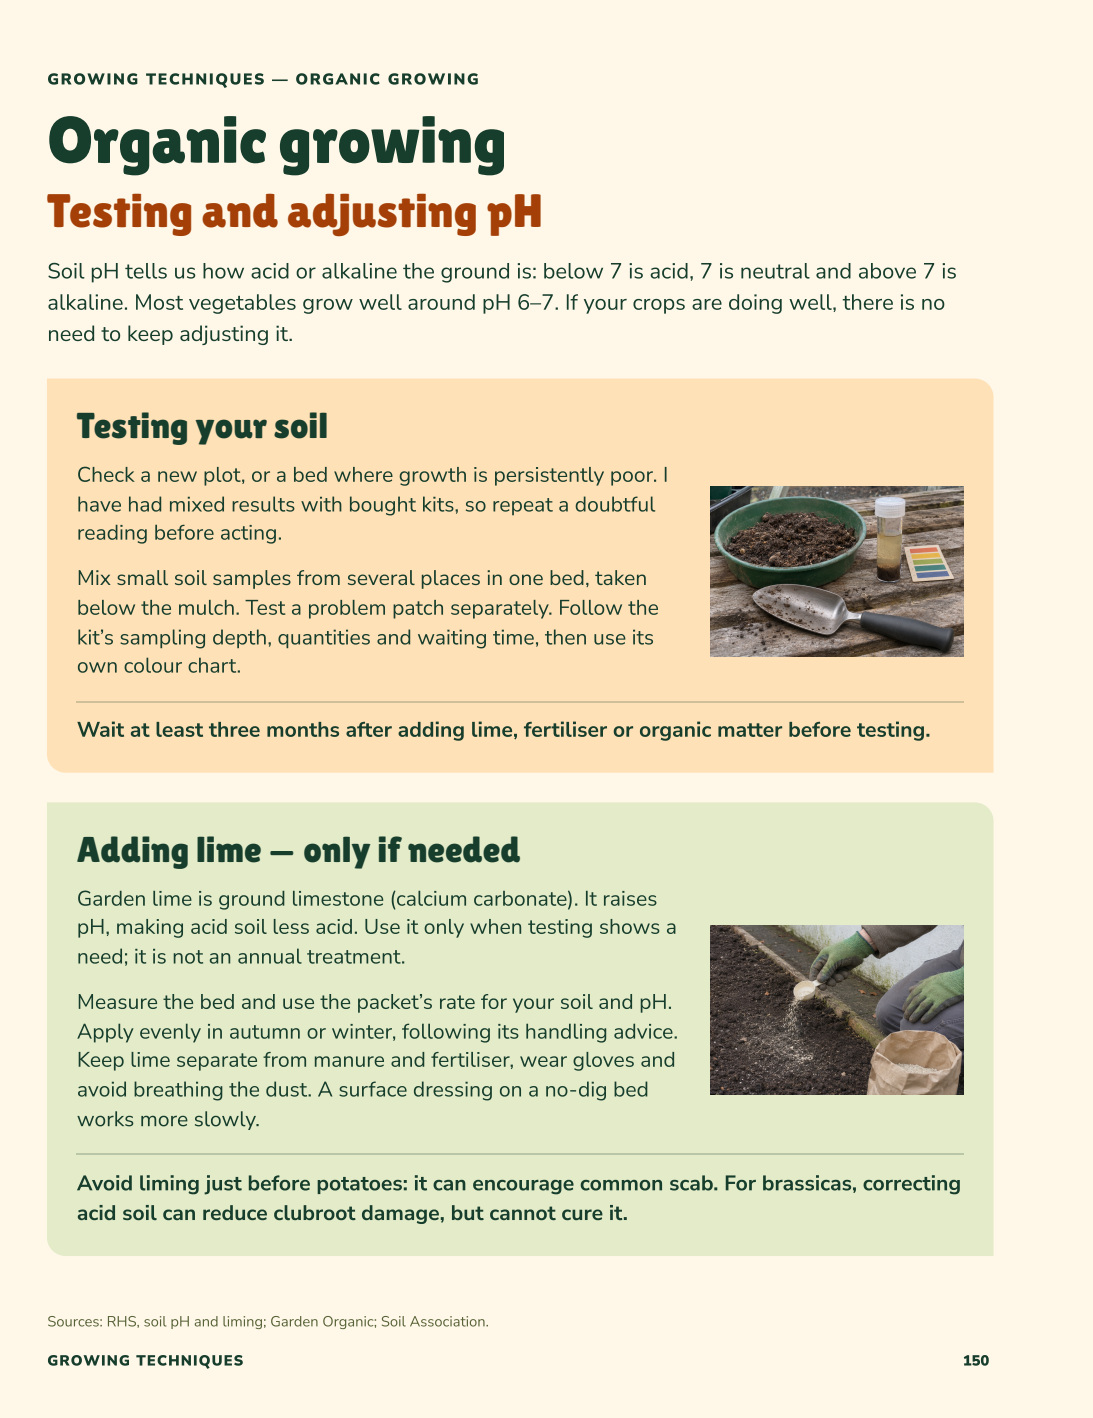 GROWING TECHNIQUES — ORGANIC GROWING
Organic growing
Testing and adjusting pH
Soil pH tells us how acid or alkaline the ground is: below 7 is acid, 7 is neutral and above 7 is
alkaline. Most vegetables grow well around pH 6–7. If your crops are doing well, there is no
need to keep adjusting it.
Testing your soil
Check a new plot, or a bed where growth is persistently poor. I
have had mixed results with bought kits, so repeat a doubtful
reading before acting.
Mix small soil samples from several places in one bed, taken
below the mulch. Test a problem patch separately. Follow the
kit’s sampling depth, quantities and waiting time, then use its
own colour chart.
Wait at least three months after adding lime, fertiliser or organic matter before testing.
Adding lime — only if needed
Garden lime is ground limestone (calcium carbonate). It raises
pH, making acid soil less acid. Use it only when testing shows a
need; it is not an annual treatment.
Measure the bed and use the packet’s rate for your soil and pH.
Apply evenly in autumn or winter, following its handling advice.
Keep lime separate from manure and fertiliser, wear gloves and
avoid breathing the dust. A surface dressing on a no-dig bed
works more slowly.
Avoid liming just before potatoes: it can encourage common scab. For brassicas, correcting
acid soil can reduce clubroot damage, but cannot cure it.
Sources: RHS, soil pH and liming; Garden Organic; Soil Association.
GROWING TECHNIQUES
150